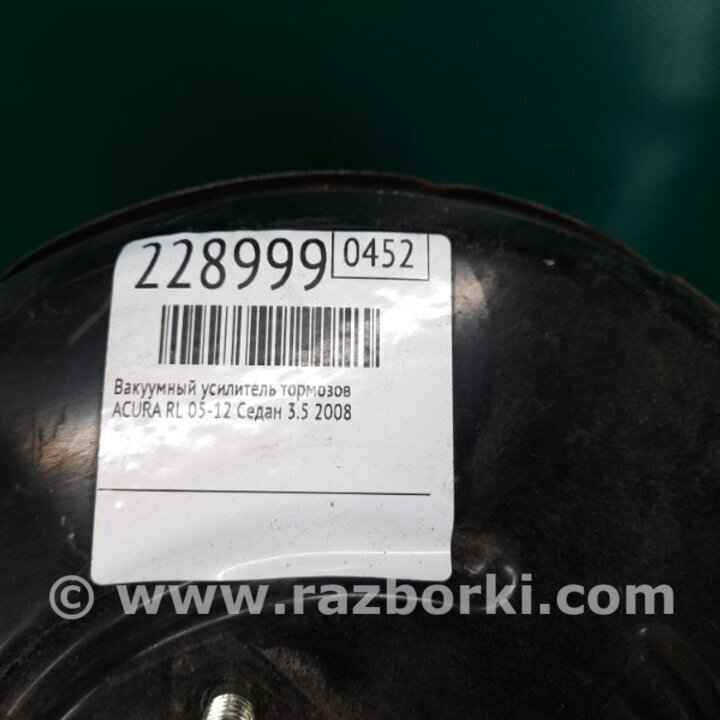 228999 0452
Вакуумный усилитель тормозов
ACURA RL 05-12 Седан 3.5 2008
© www.razborki.com